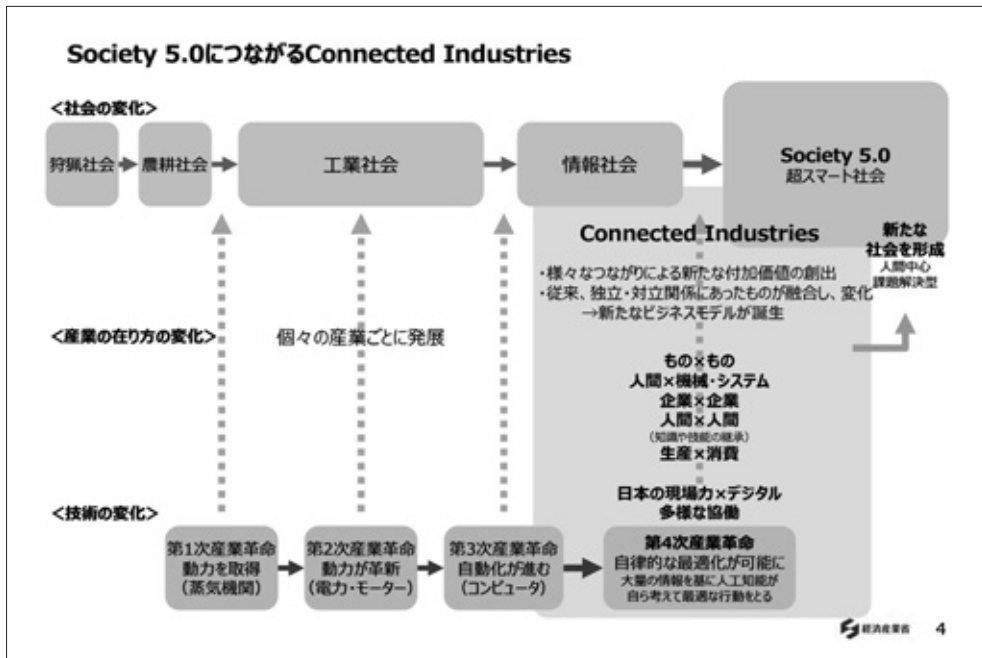 Society 5.0につながるConnected Industries
<社会の変化>
狩猟社会
農耕社会
工業社会
情報社会
Society 5.0
超スマート社会
Connected Industries
・様々なつながりによる新たな付加価値の創出
・従来、独立・対立関係にあったものが融合し、変化
→新たなビジネスモデルが誕生
新たな
社会を形成
人間中心
課題解決型
<産業の在り方の変化>
個々の産業ごとに発展
もの×もの
人間×機械・システム
企業×企業
人間×人間
(知識や技能の継承)
生産×消費
日本の現場力×デジタル
多様な協働
<技術の変化>
第1次産業革命
動力を取得
(蒸気機関)
第2次産業革命
動力が革新
(電力・モーター)
第3次産業革命
自動化が進む
(コンピュータ)
第4次産業革命
自律的な最適化が可能に
大量の情報を基に人工知能が
自ら考えて最適な行動をとる
経済産業省
4